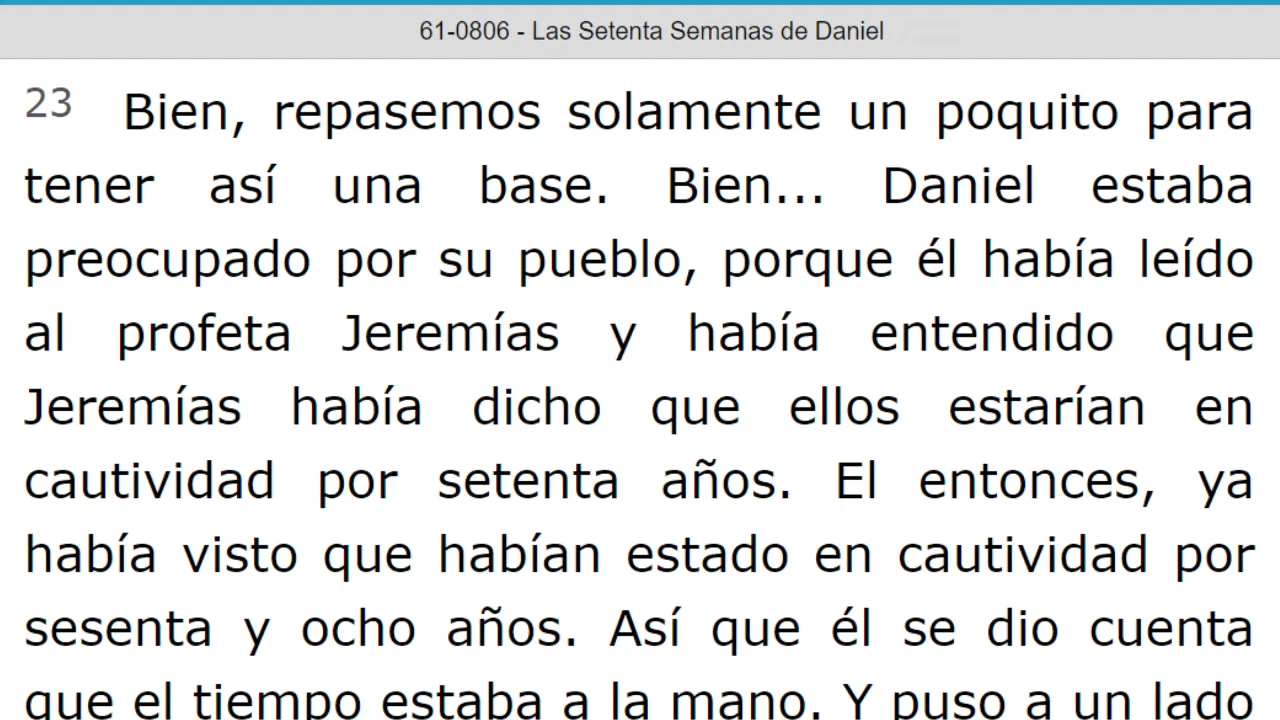 61-0806 - Las Setenta Semanas de Daniel
23 Bien, repasemos solamente un poquito para
tener así una base. Bien... Daniel estaba
preocupado por su pueblo, porque él había leído
al profeta Jeremías y había entendido que
Jeremías había dicho que ellos estarían en
cautividad por setenta años. El entonces, ya
había visto que habían estado en cautividad por
sesenta y ocho años. Así que él se dio cuenta
que el tiempo estaba a la mano. Y puso a un lado